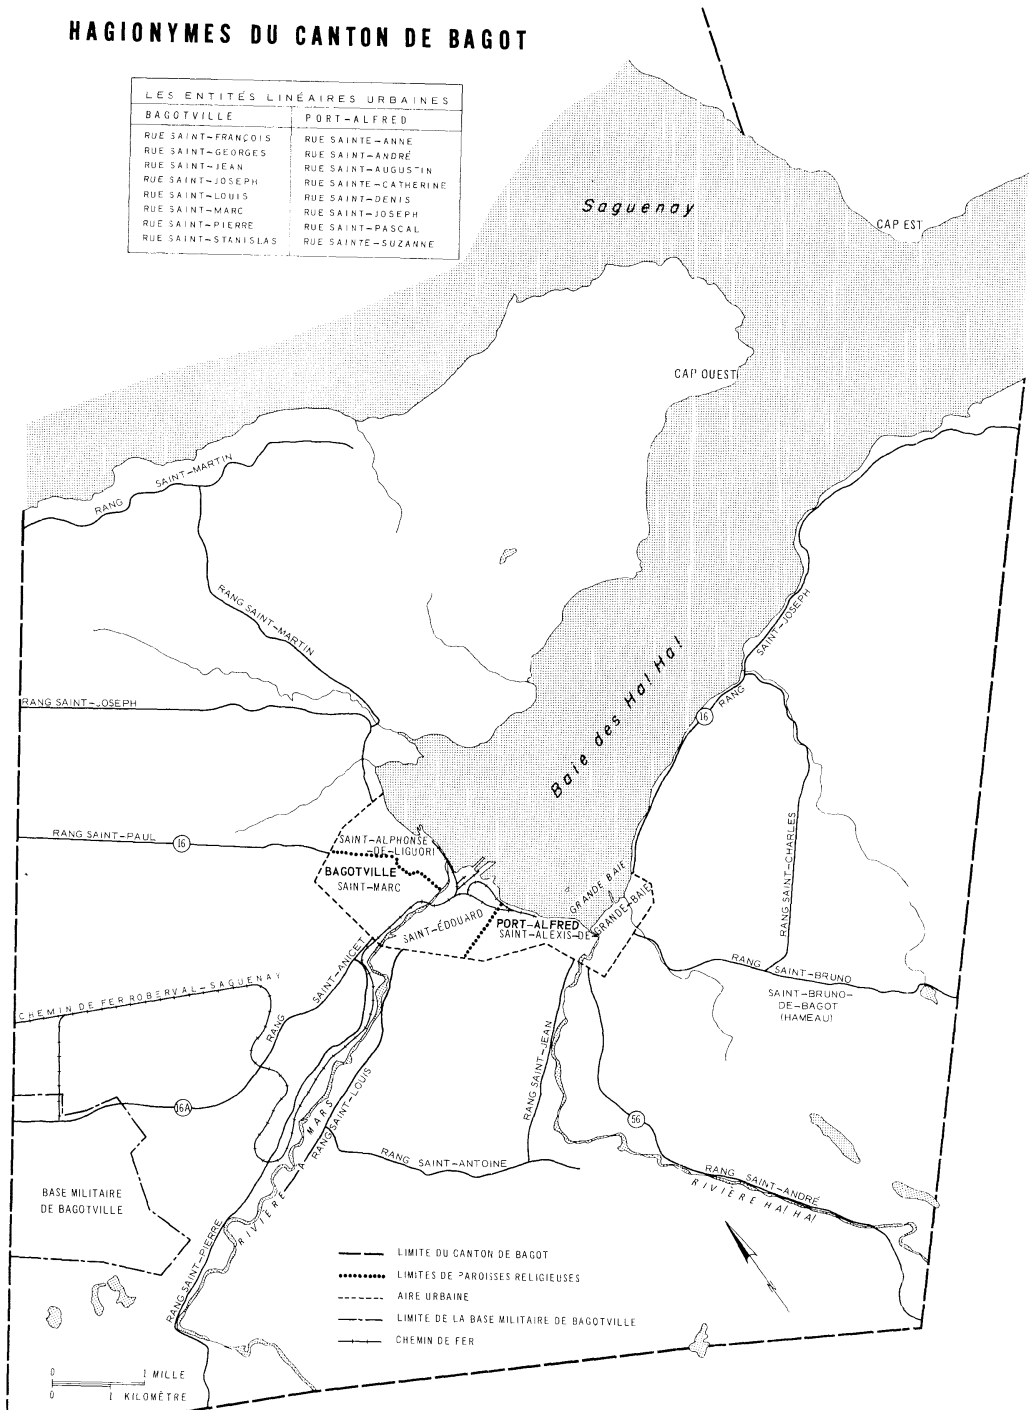 HAGIONYMES DU CANTON DE BAGOT
LES ENTITÉS LINÉAIRES URBAINES
BAGOTVILLE
PORT-ALFRED
RUE SAINT-FRANÇOIS
RUE SAINTE-ANNE
RUE SAINT-GEORGES
RUE SAINT-ANDRÉ
RUE SAINT-JEAN
RUE SAINT-AUGUSTIN
RUE SAINT-JOSEPH
RUE SAINTE-CATHERINE
RUE SAINT-LOUIS
RUE SAINT-DENIS
RUE SAINT-MARC
RUE SAINT-JOSEPH
RUE SAINT-PIERRE
RUE SAINT-PASCAL
RUE SAINT-STANISLAS
RUE SAINTE-SUZANNE
Saguenay
CAP EST
CAP OUEST
RANG SAINT-MARTIN
RANG SAINT-MARTIN
RANG SAINT-JOSEPH
Baie des Ha! Ha!
RANG SAINT-JOSEPH
16
RANG SAINT-PAUL
16
SAINT-ALPHONSE
-DE-LIGUORI
BAGOTVILLE
SAINT-MARC
SAINT-ÉDOUARD
PORT-ALFRED
SAINT-ALEXIS-DE-
GRANDE-BAIE
GRANDE BAIE
RANG SAINT-CHARLES
RANG SAINT-BRUNO
SAINT-BRUNO-
DE-BAGOT
(HAMEAU)
RANG SAINT-ANICET
CHEMIN DE FER ROBERVAL-SAGUENAY
16A
RANG SAINT-LOUIS
RIVIÈRE À MARS
RANG SAINT-JEAN
56
RANG SAINT-ANTOINE
RANG SAINT-ANDRÉ
RIVIÈRE HA! HA!
BASE MILITAIRE
DE BAGOTVILLE
RANG SAINT-PIERRE
LIMITE DU CANTON DE BAGOT
LIMITES DE PAROISSES RELIGIEUSES
AIRE URBAINE
LIMITE DE LA BASE MILITAIRE DE BAGOTVILLE
CHEMIN DE FER
0 1 MILLE
0 1 KILOMÈTRE